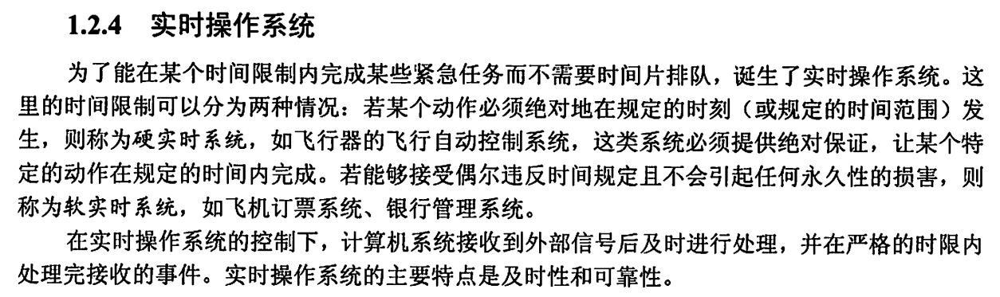 1.2.4 实时操作系统
为了能在某个时间限制内完成某些紧急任务而不需要时间片排队，诞生了实时操作系统。这
里的时间限制可以分为两种情况：若某个动作必须绝对地在规定的时刻（或规定的时间范围）发
生，则称为硬实时系统，如飞行器的飞行自动控制系统，这类系统必须提供绝对保证，让某个特
定的动作在规定的时间内完成。若能够接受偶尔违反时间规定且不会引起任何永久性的损害，则
称为软实时系统，如飞机订票系统、银行管理系统。
在实时操作系统的控制下，计算机系统接收到外部信号后及时进行处理，并在严格的时限内
处理完接收的事件。实时操作系统的主要特点是及时性和可靠性。